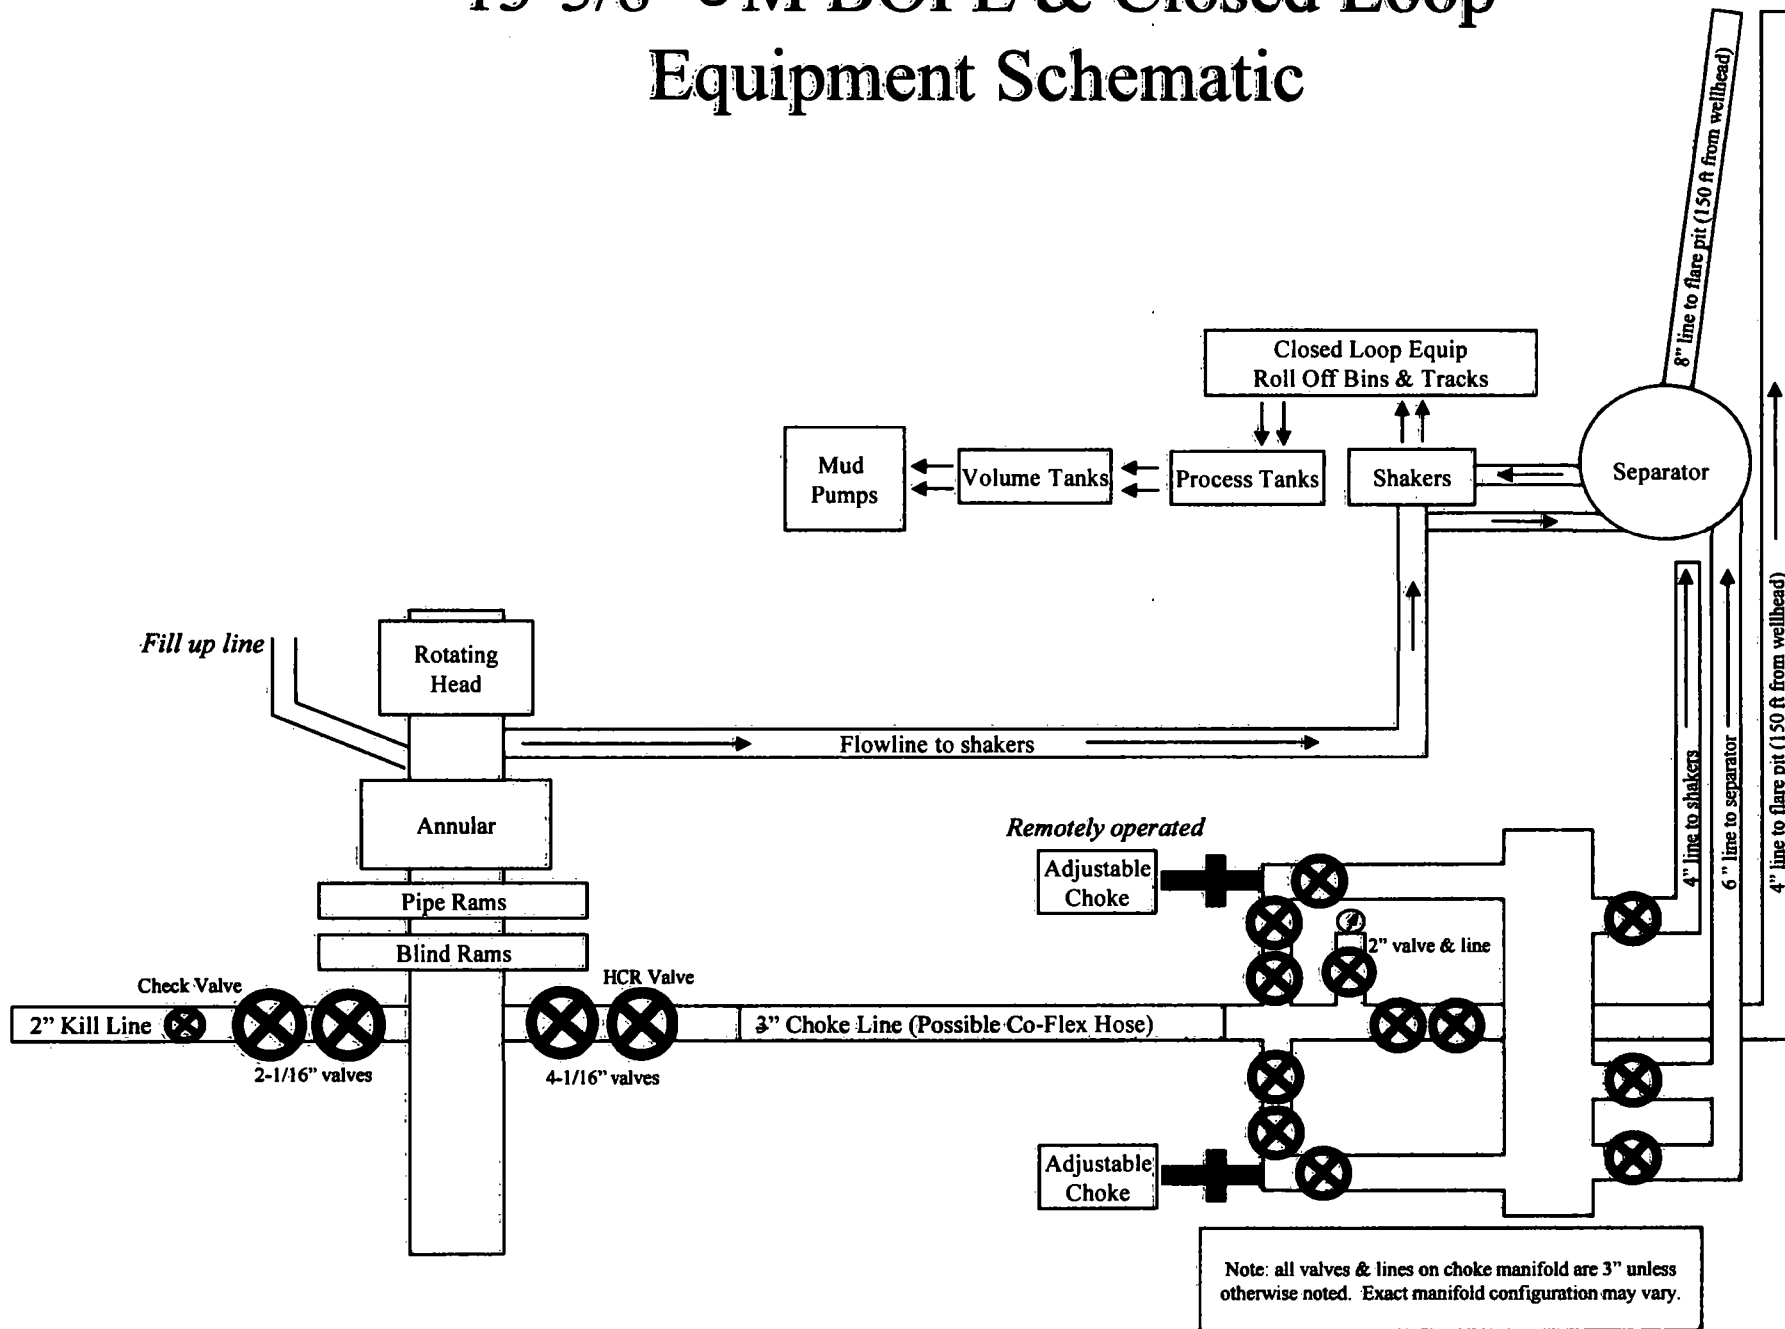 & Closed Loop
Equipment Schematic
8” line to flare pit (150 ft from wellhead)
Closed Loop Equip
Roll Off Bins & Tracks
Mud
Pumps
Volume Tanks
Process Tanks
Shakers
Separator
Fill up line
Rotating
Head
Flowline to shakers
Annular
Pipe Rams
Blind Rams
Remotely operated
Adjustable
Choke
2” valve & line
4” line to shakers
6” line to separator
4” line to flare pit (150 ft from wellhead)
Check Valve
HCR Valve
2” Kill Line
3” Choke Line (Possible Co-Flex Hose)
2-1/16” valves
4-1/16” valves
Adjustable
Choke
Note: all valves & lines on choke manifold are 3” unless
otherwise noted. Exact manifold configuration may vary.